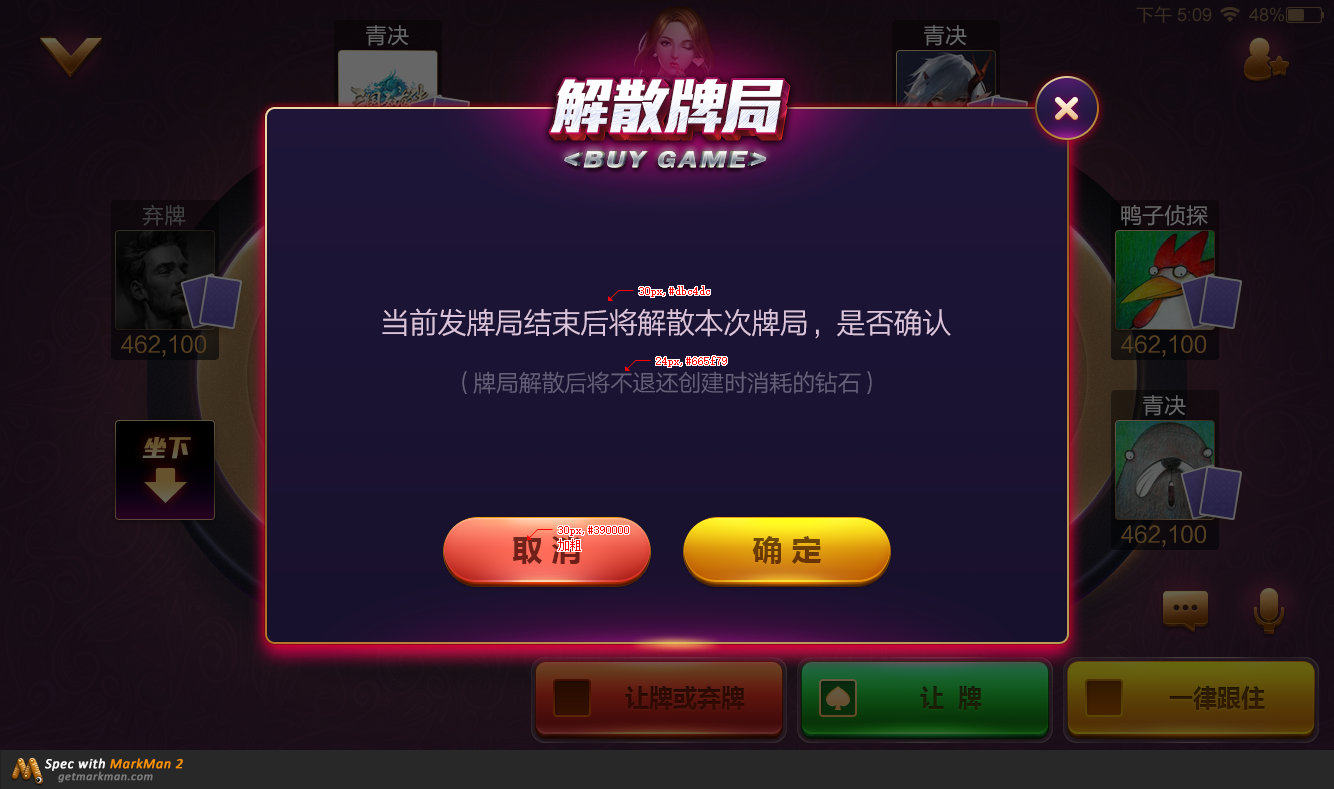 下午 5:09 48%
青决
青决
解散牌局
<BUY GAME>
弃牌
462,100
鸭子侦探
462,100
30px,#dbc4dc
当前发牌局结束后将解散本次牌局，是否确认
24px,#665f79
（牌局解散后将不退还创建时消耗的钻石）
青决
462,100
坐下
30px,#390000
加粗
取 消
确 定
让牌或弃牌
让 牌
一律跟住
Spec with MarkMan 2
getmarkman.com